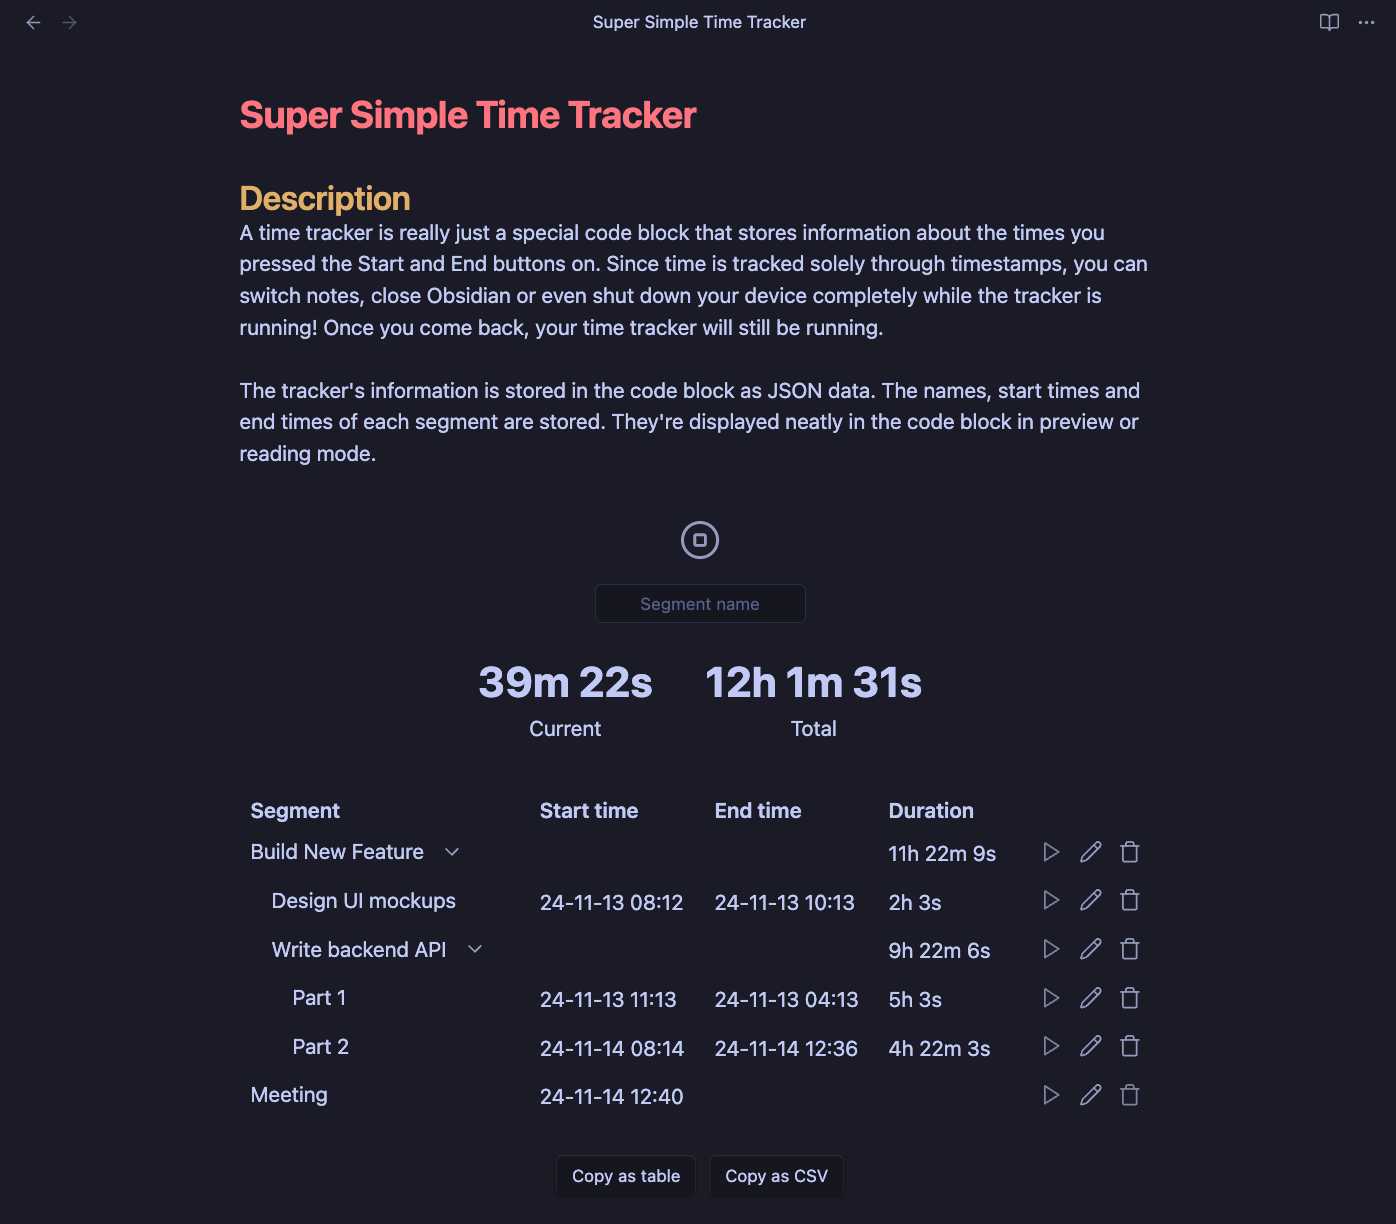 Super Simple Time Tracker
Super Simple Time Tracker
Description
A time tracker is really just a special code block that stores information about the times you
pressed the Start and End buttons on. Since time is tracked solely through timestamps, you can
switch notes, close Obsidian or even shut down your device completely while the tracker is
running! Once you come back, your time tracker will still be running.
The tracker's information is stored in the code block as JSON data. The names, start times and
end times of each segment are stored. They're displayed neatly in the code block in preview or
reading mode.
Segment name
39m 22s 12h 1m 31s
Current Total
Segment Start time End time Duration
Build New Feature 11h 22m 9s
Design UI mockups 24-11-13 08:12 24-11-13 10:13 2h 3s
Write backend API 9h 22m 6s
Part 1 24-11-13 11:13 24-11-13 04:13 5h 3s
Part 2 24-11-14 08:14 24-11-14 12:36 4h 22m 3s
Meeting 24-11-14 12:40
Copy as table Copy as CSV